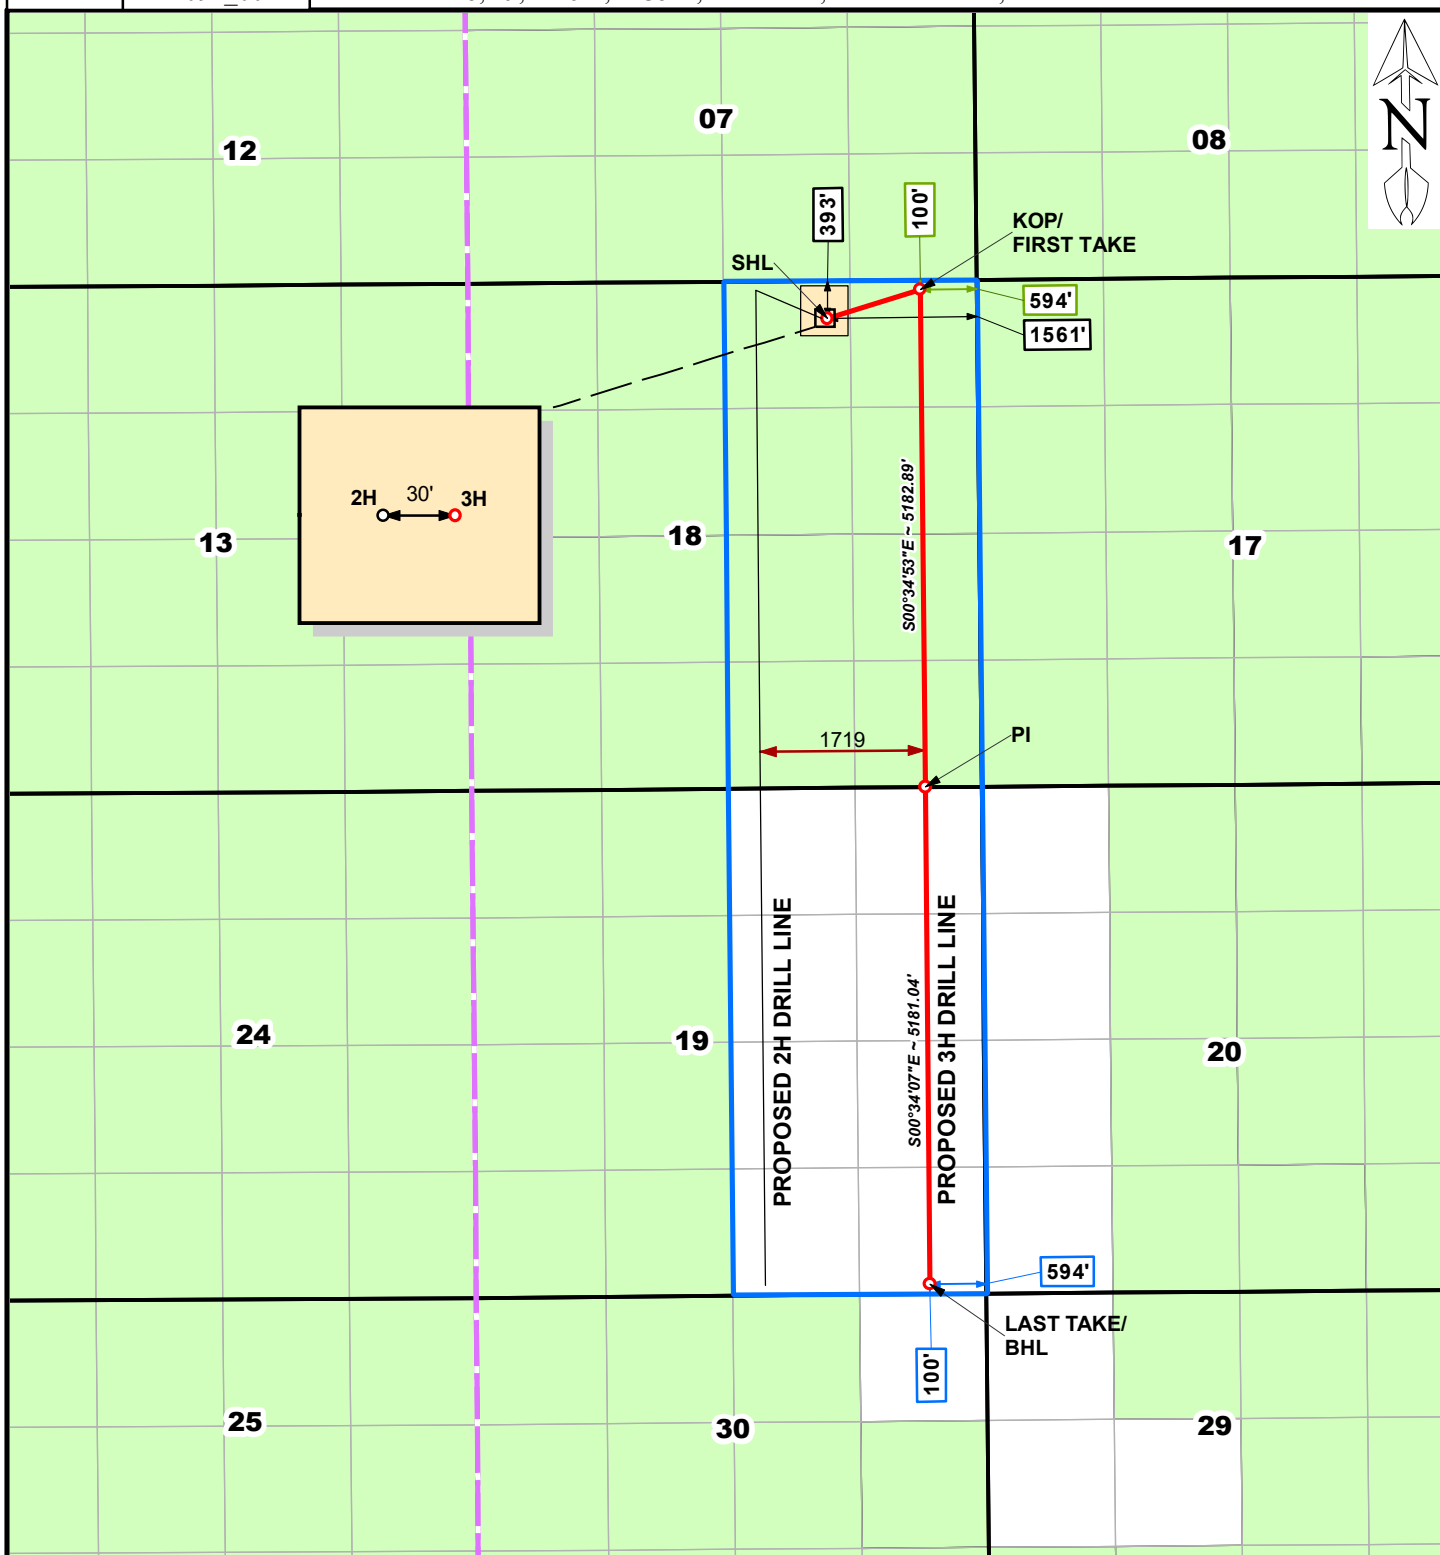 N
07
08
12
393'
100'
KOP/
FIRST TAKE
SHL
594'
1561'
2H
30'
3H
13
18
17
S00°34'53"E ~ 5182.89'
1719
PI
PROPOSED 2H DRILL LINE
S00°34'07"E ~ 5181.04'
PROPOSED 3H DRILL LINE
24
19
20
594'
LAST TAKE/
BHL
100'
25
30
29